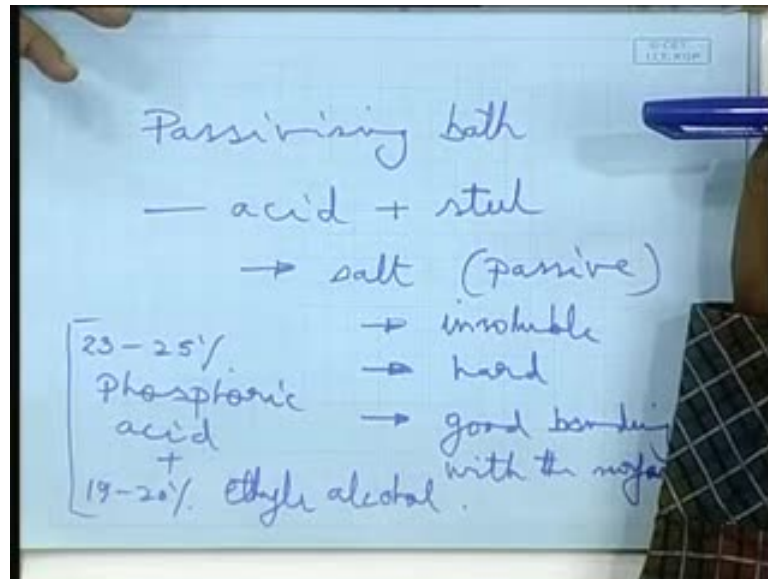 Passivising bath
— acid + steel
→ salt (passive)
→ insoluble
→ hard
→ good bonding
with the
23-25%
Phosphoric
acid
+
19-20% ethyle alcohol.